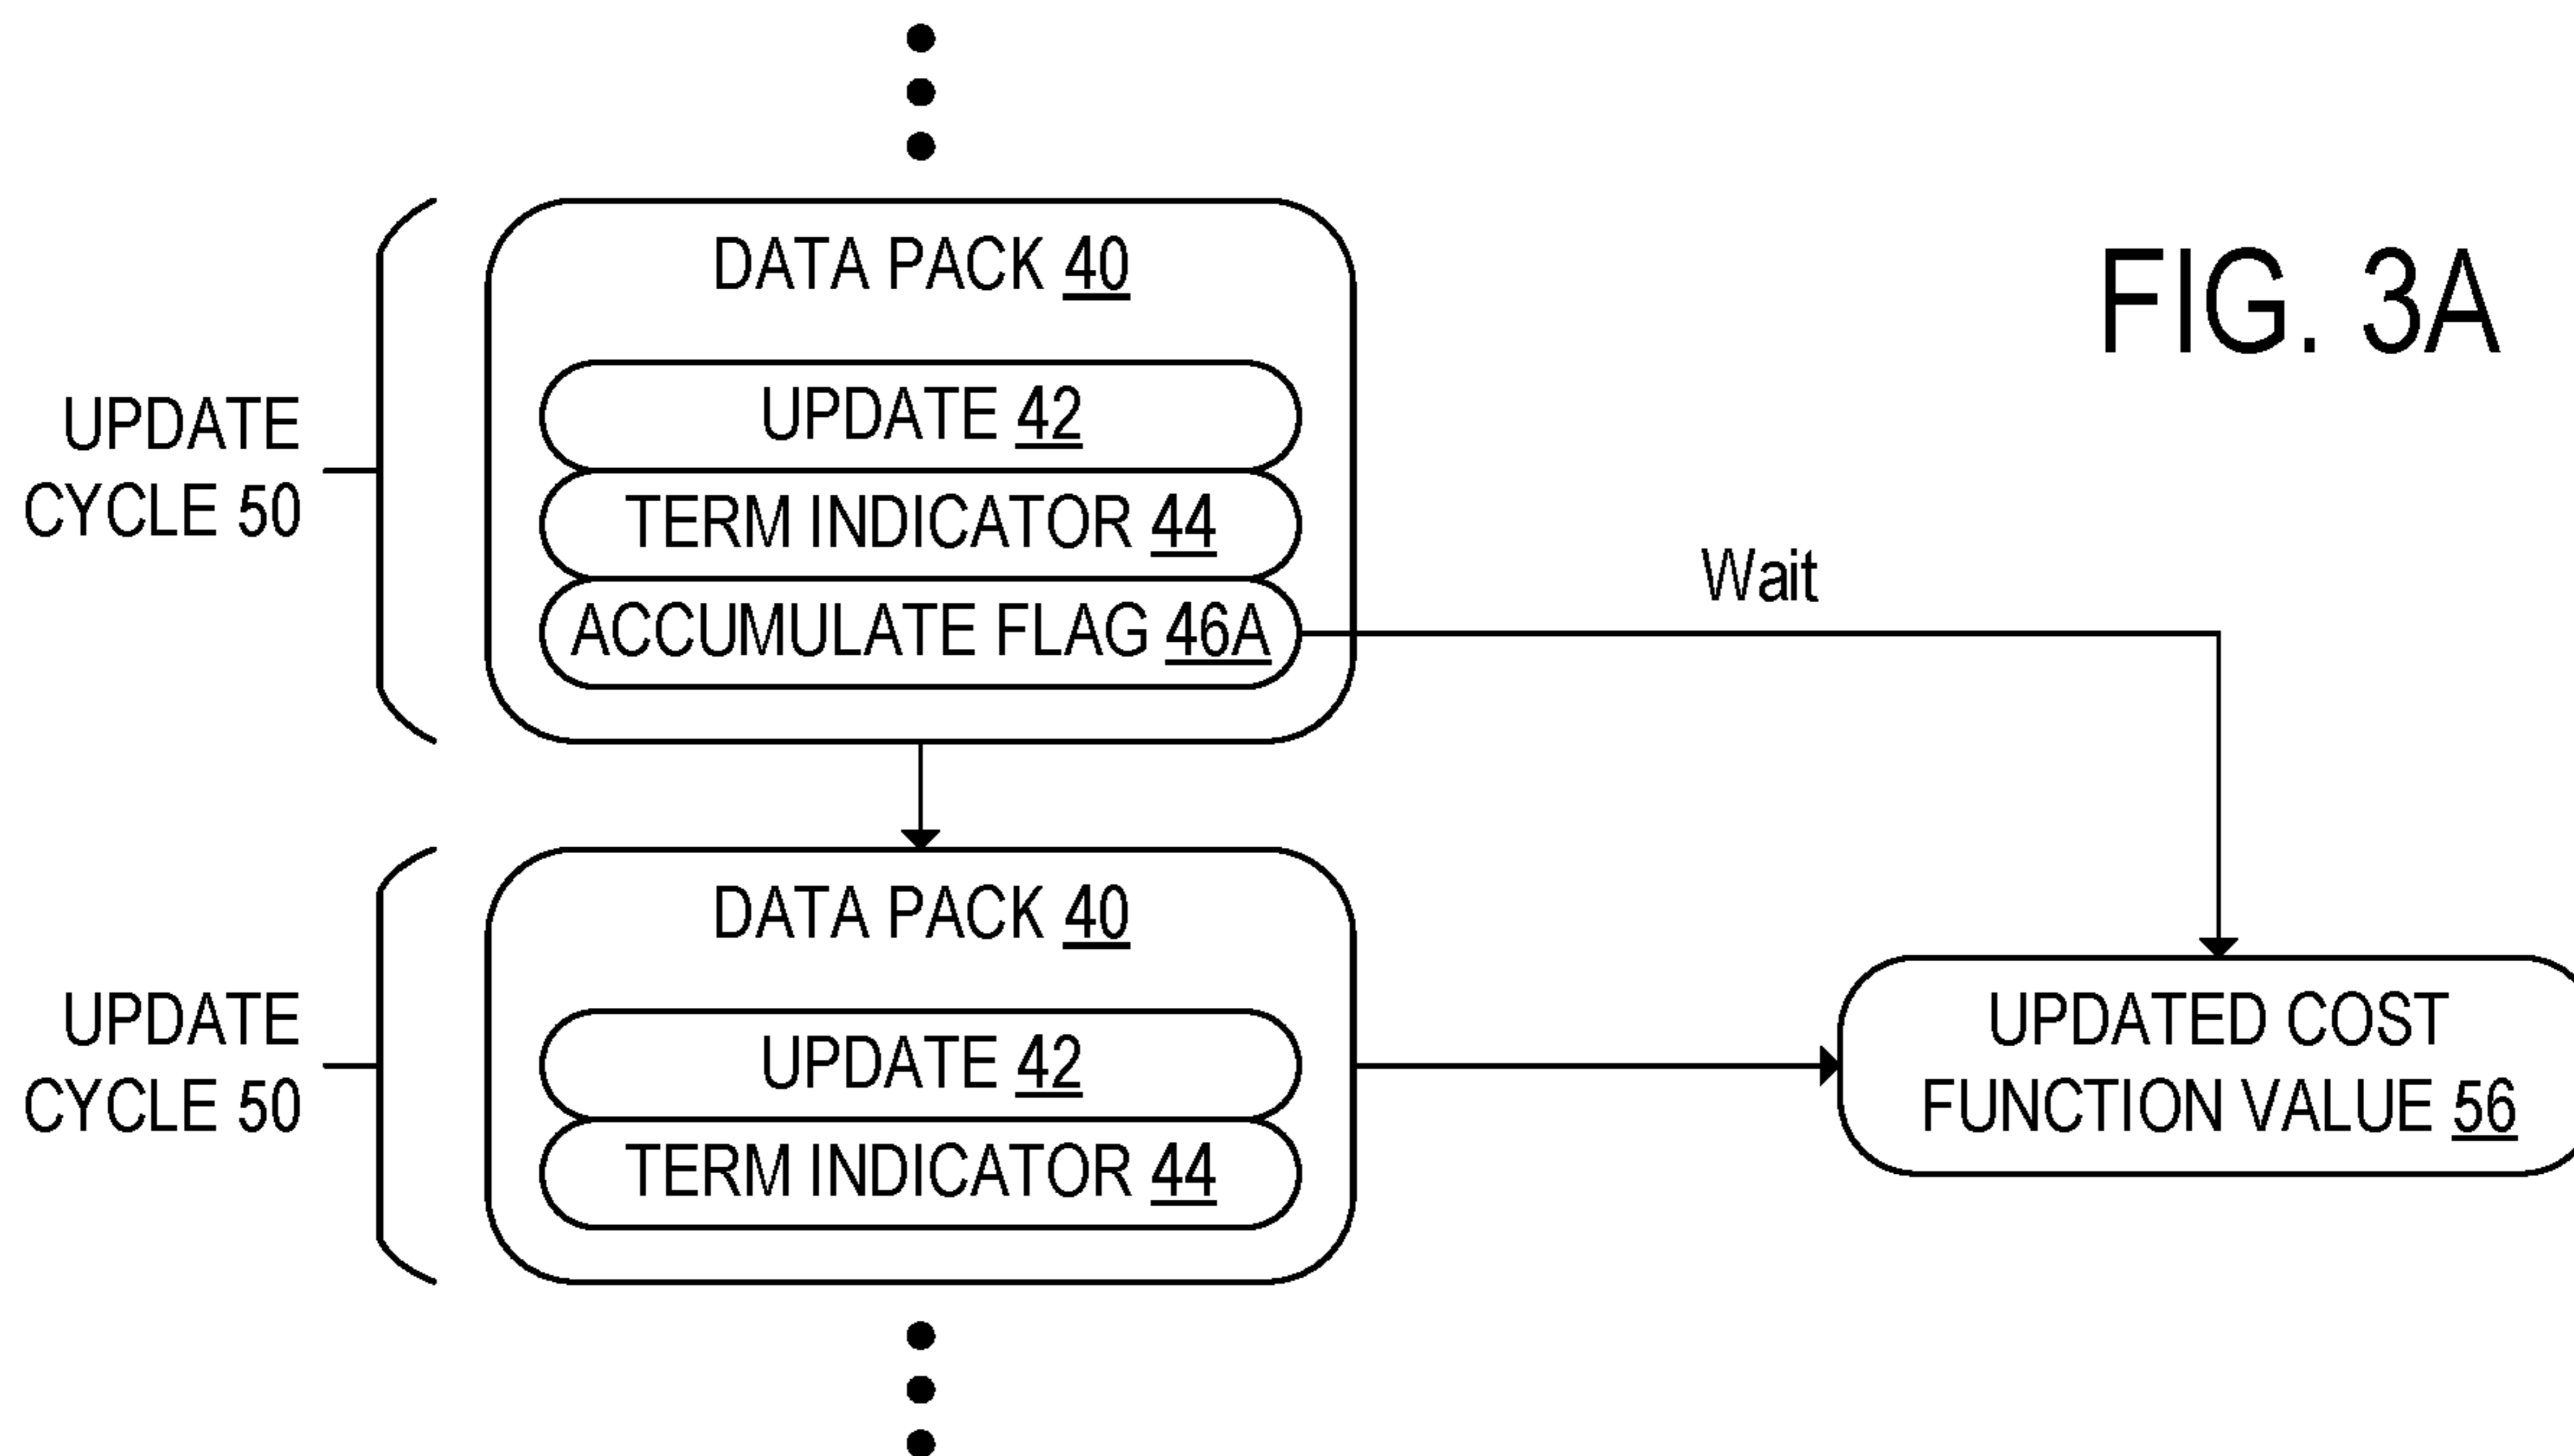 FIG. 3A
UPDATE
CYCLE 50
DATA PACK 40
UPDATE 42
TERM INDICATOR 44
ACCUMULATE FLAG 46A
Wait
UPDATE
CYCLE 50
DATA PACK 40
UPDATE 42
TERM INDICATOR 44
UPDATED COST
FUNCTION VALUE 56